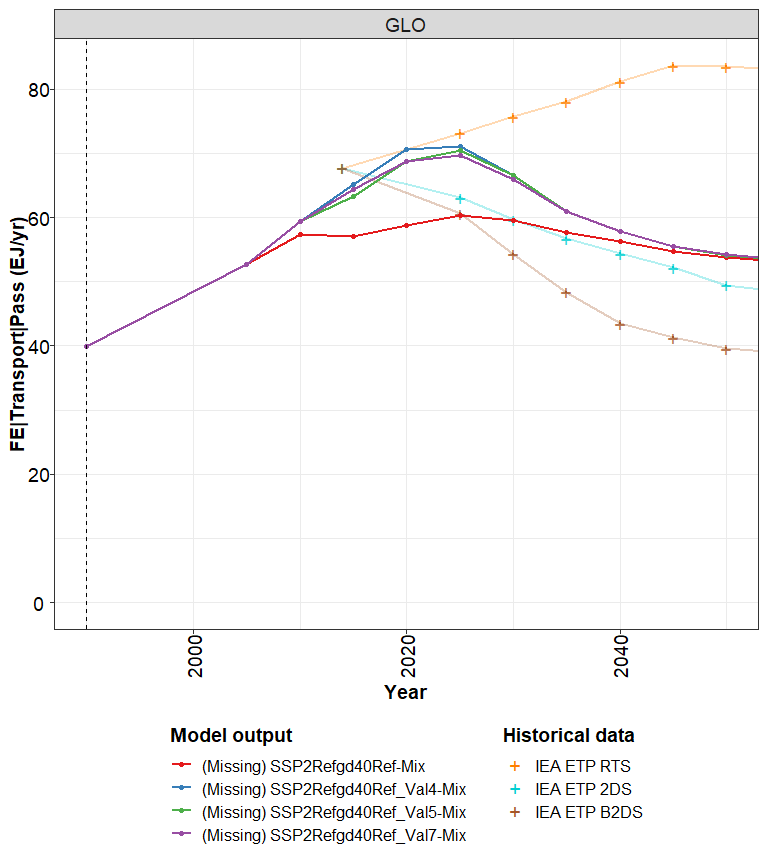 GLO
FE|Transport|Pass (EJ/yr)
80
60
40
20
0
2000
2020
2040
Year
Model output
(Missing) SSP2Refgd40Ref-Mix
(Missing) SSP2Refgd40Ref_Val4-Mix
(Missing) SSP2Refgd40Ref_Val5-Mix
(Missing) SSP2Refgd40Ref_Val7-Mix
Historical data
IEA ETP RTS
IEA ETP 2DS
IEA ETP B2DS